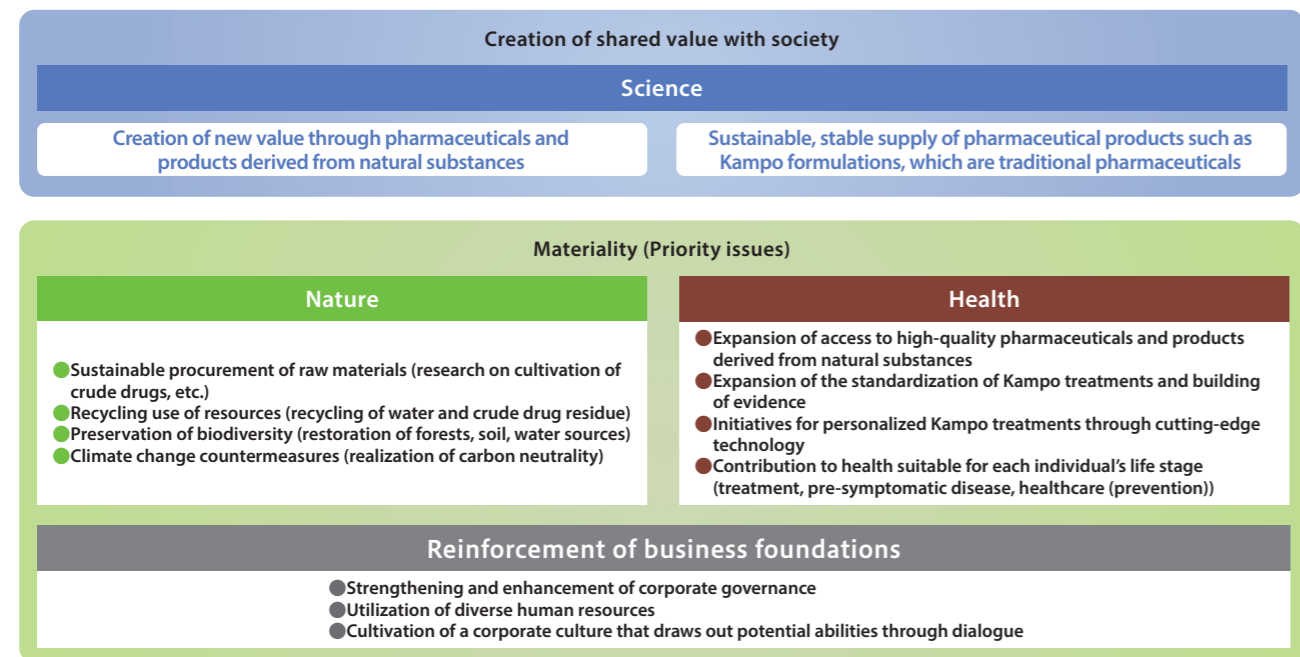 Creation of shared value with society
Science
Creation of new value through pharmaceuticals and
products derived from natural substances
Sustainable, stable supply of pharmaceutical products such as
Kampo formulations, which are traditional pharmaceuticals
Materiality (Priority issues)
Nature
●Sustainable procurement of raw materials (research on cultivation of
crude drugs, etc.)
●Recycling use of resources (recycling of water and crude drug residue)
●Preservation of biodiversity (restoration of forests, soil, water sources)
●Climate change countermeasures (realization of carbon neutrality)
Health
●Expansion of access to high-quality pharmaceuticals and products
derived from natural substances
●Expansion of the standardization of Kampo treatments and building
of evidence
●Initiatives for personalized Kampo treatments through cutting-edge
technology
●Contribution to health suitable for each individual’s life stage
(treatment, pre-symptomatic disease, healthcare (prevention))
Reinforcement of business foundations
●Strengthening and enhancement of corporate governance
●Utilization of diverse human resources
●Cultivation of a corporate culture that draws out potential abilities through dialogue